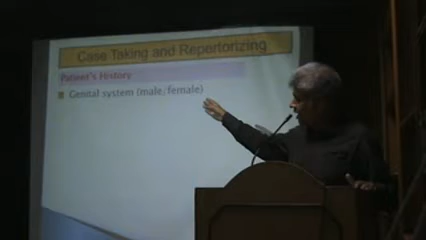 Case Taking and Repertorizing
Patient's History
Genital system (male, female)